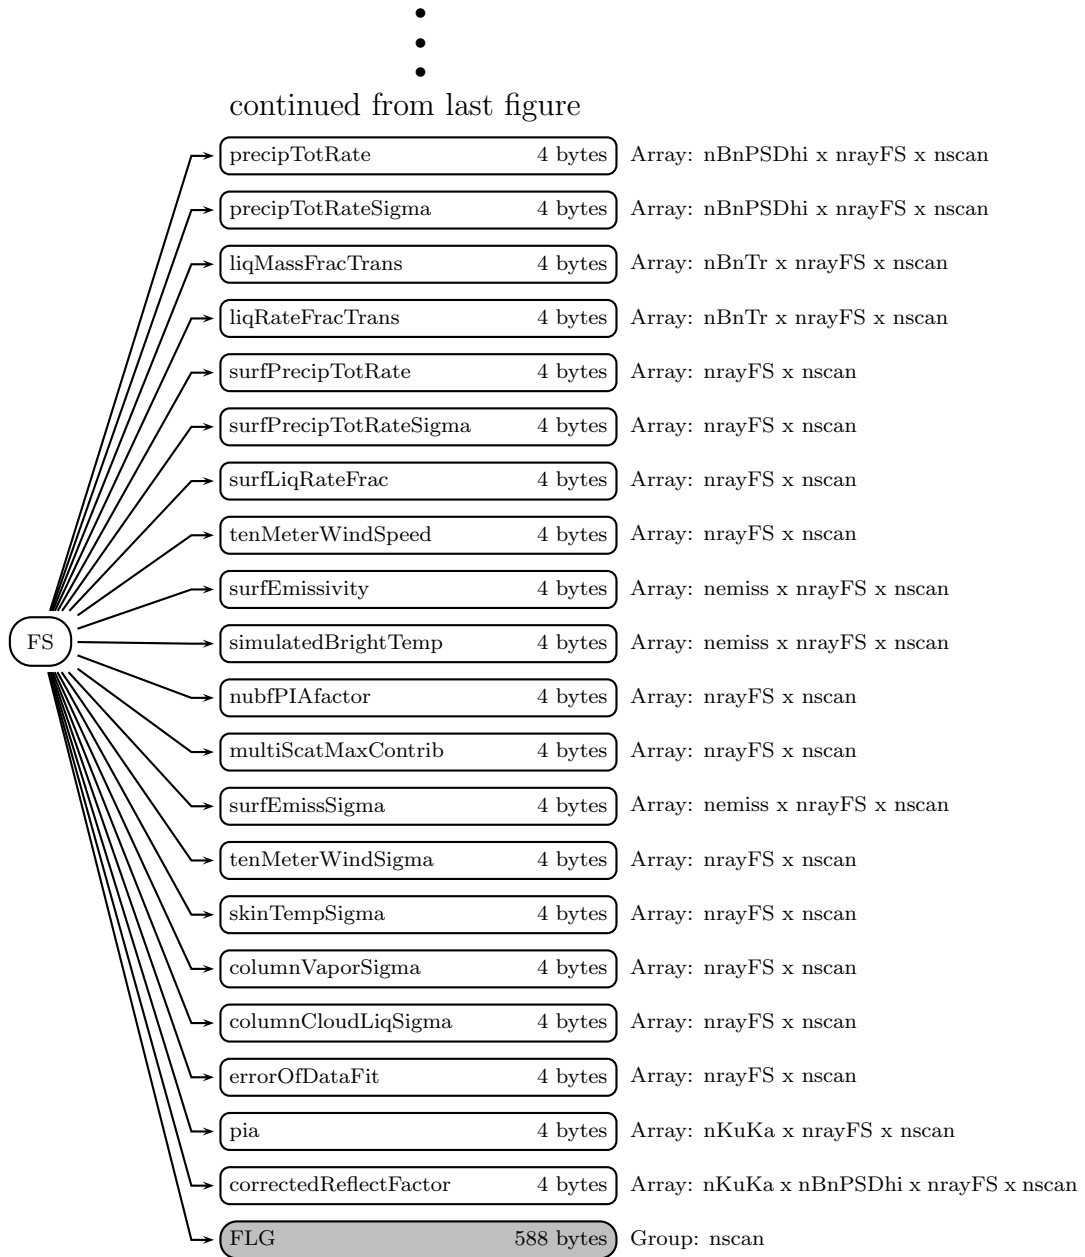 continued from last figure
precipTotRate 4 bytes Array: nBnPSDhi x nrayFS x nscan
precipTotRateSigma 4 bytes Array: nBnPSDhi x nrayFS x nscan
liqMassFracTrans 4 bytes Array: nBnTr x nrayFS x nscan
liqRateFracTrans 4 bytes Array: nBnTr x nrayFS x nscan
surfPrecipTotRate 4 bytes Array: nrayFS x nscan
surfPrecipTotRateSigma 4 bytes Array: nrayFS x nscan
surfLiqRateFrac 4 bytes Array: nrayFS x nscan
tenMeterWindSpeed 4 bytes Array: nrayFS x nscan
surfEmissivity 4 bytes Array: nemiss x nrayFS x nscan
FS simulatedBrightTemp 4 bytes Array: nemiss x nrayFS x nscan
nubfPIAfactor 4 bytes Array: nrayFS x nscan
multiScatMaxContrib 4 bytes Array: nrayFS x nscan
surfEmissSigma 4 bytes Array: nemiss x nrayFS x nscan
tenMeterWindSigma 4 bytes Array: nrayFS x nscan
skinTempSigma 4 bytes Array: nrayFS x nscan
columnVaporSigma 4 bytes Array: nrayFS x nscan
columnCloudLiqSigma 4 bytes Array: nrayFS x nscan
errorOfDataFit 4 bytes Array: nrayFS x nscan
pia 4 bytes Array: nKuKa x nrayFS x nscan
correctedReflectFactor 4 bytes Array: nKuKa x nBnPSDhi x nrayFS x nscan
FLG 588 bytes Group: nscan